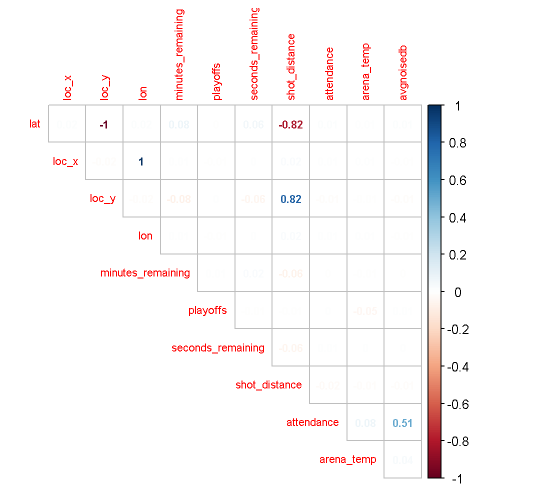 loc_x
loc_y
lon
minutes_remaining
playoffs
seconds_remaining
shot_distance
attendance
arena_temp
avgnoisedb
lat -1 0.08 0.06 -0.82
loc_x 1
loc_y -0.08 -0.06 0.82
lon
minutes_remaining -0.06
playoffs
seconds_remaining -0.06
shot_distance
attendance 0.08 0.51
arena_temp
1
0.8
0.6
0.4
0.2
0
-0.2
-0.4
-0.6
-0.8
-1